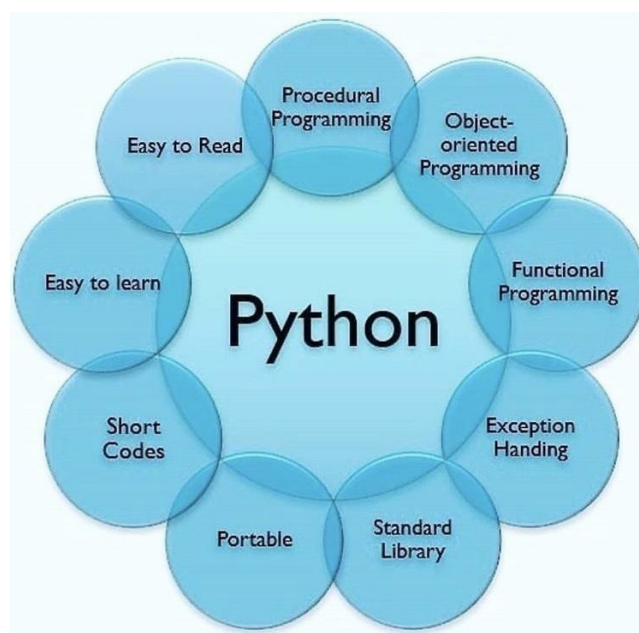 Procedural
Programming
Object-
oriented
Programming
Functional
Programming
Exception
Handing
Standard
Library
Portable
Short
Codes
Easy to learn
Easy to Read
Python